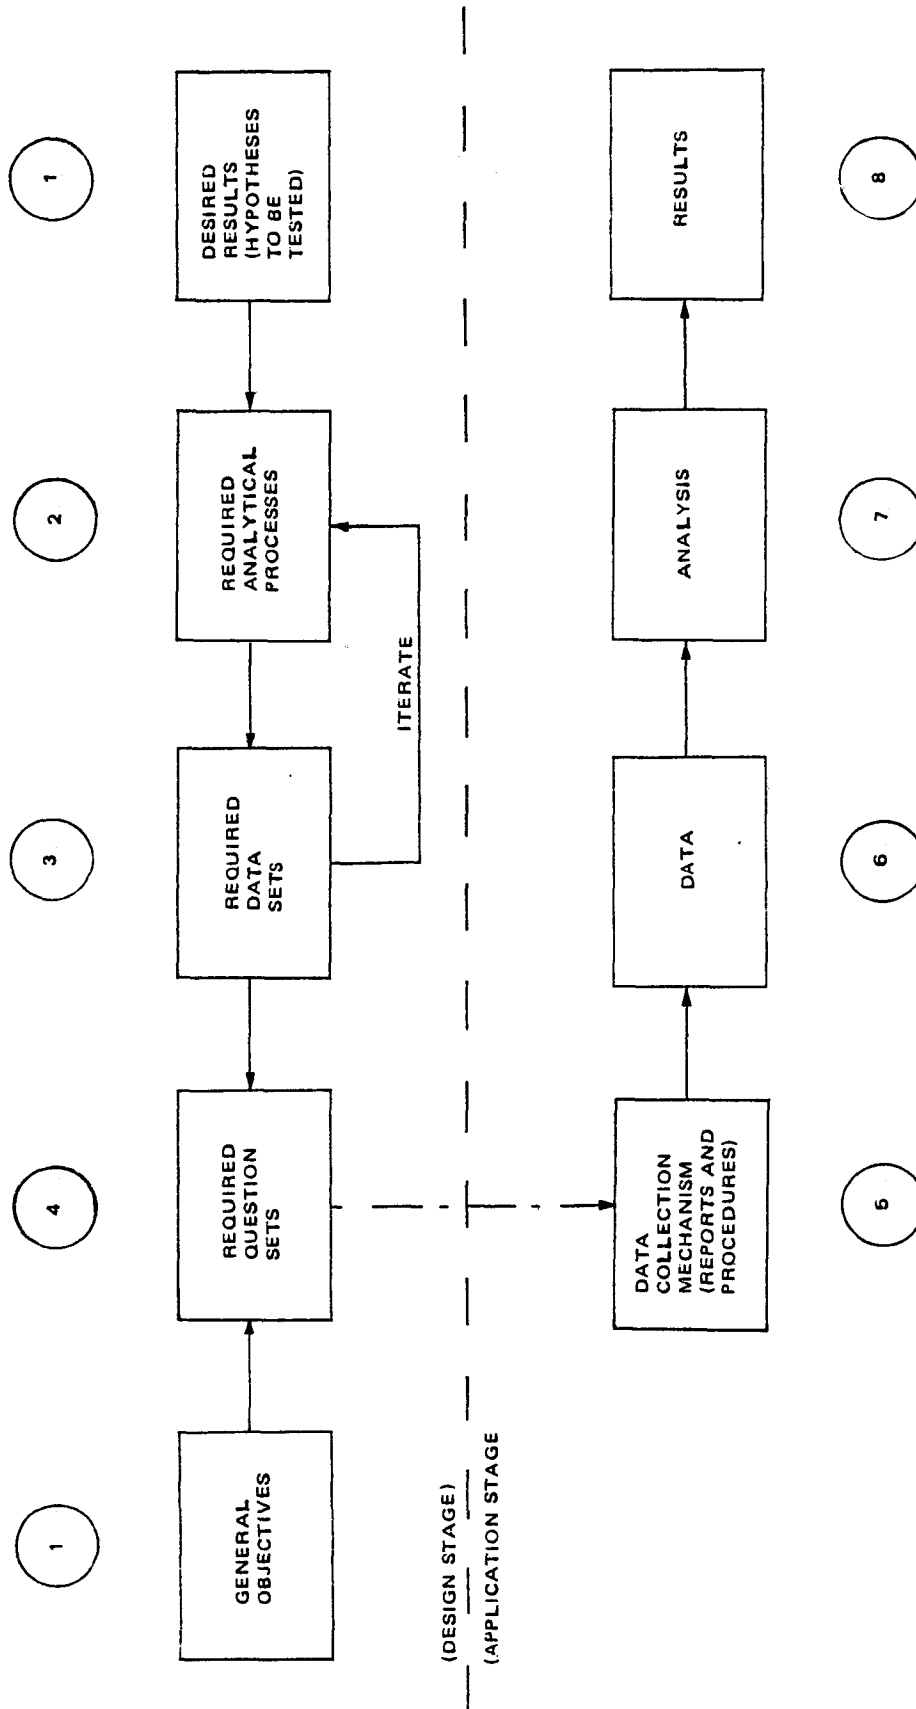 1
4
3
2
1
GENERAL
OBJECTIVES
REQUIRED
QUESTION
SETS
REQUIRED
DATA
SETS
REQUIRED
ANALYTICAL
PROCESSES
DESIRED
RESULTS
(HYPOTHESES
TO BE
TESTED)
ITERATE
(DESIGN STAGE)
(APPLICATION STAGE
DATA
COLLECTION
MECHANISM
(REPORTS AND
PROCEDURES)
DATA
ANALYSIS
RESULTS
5
6
7
8